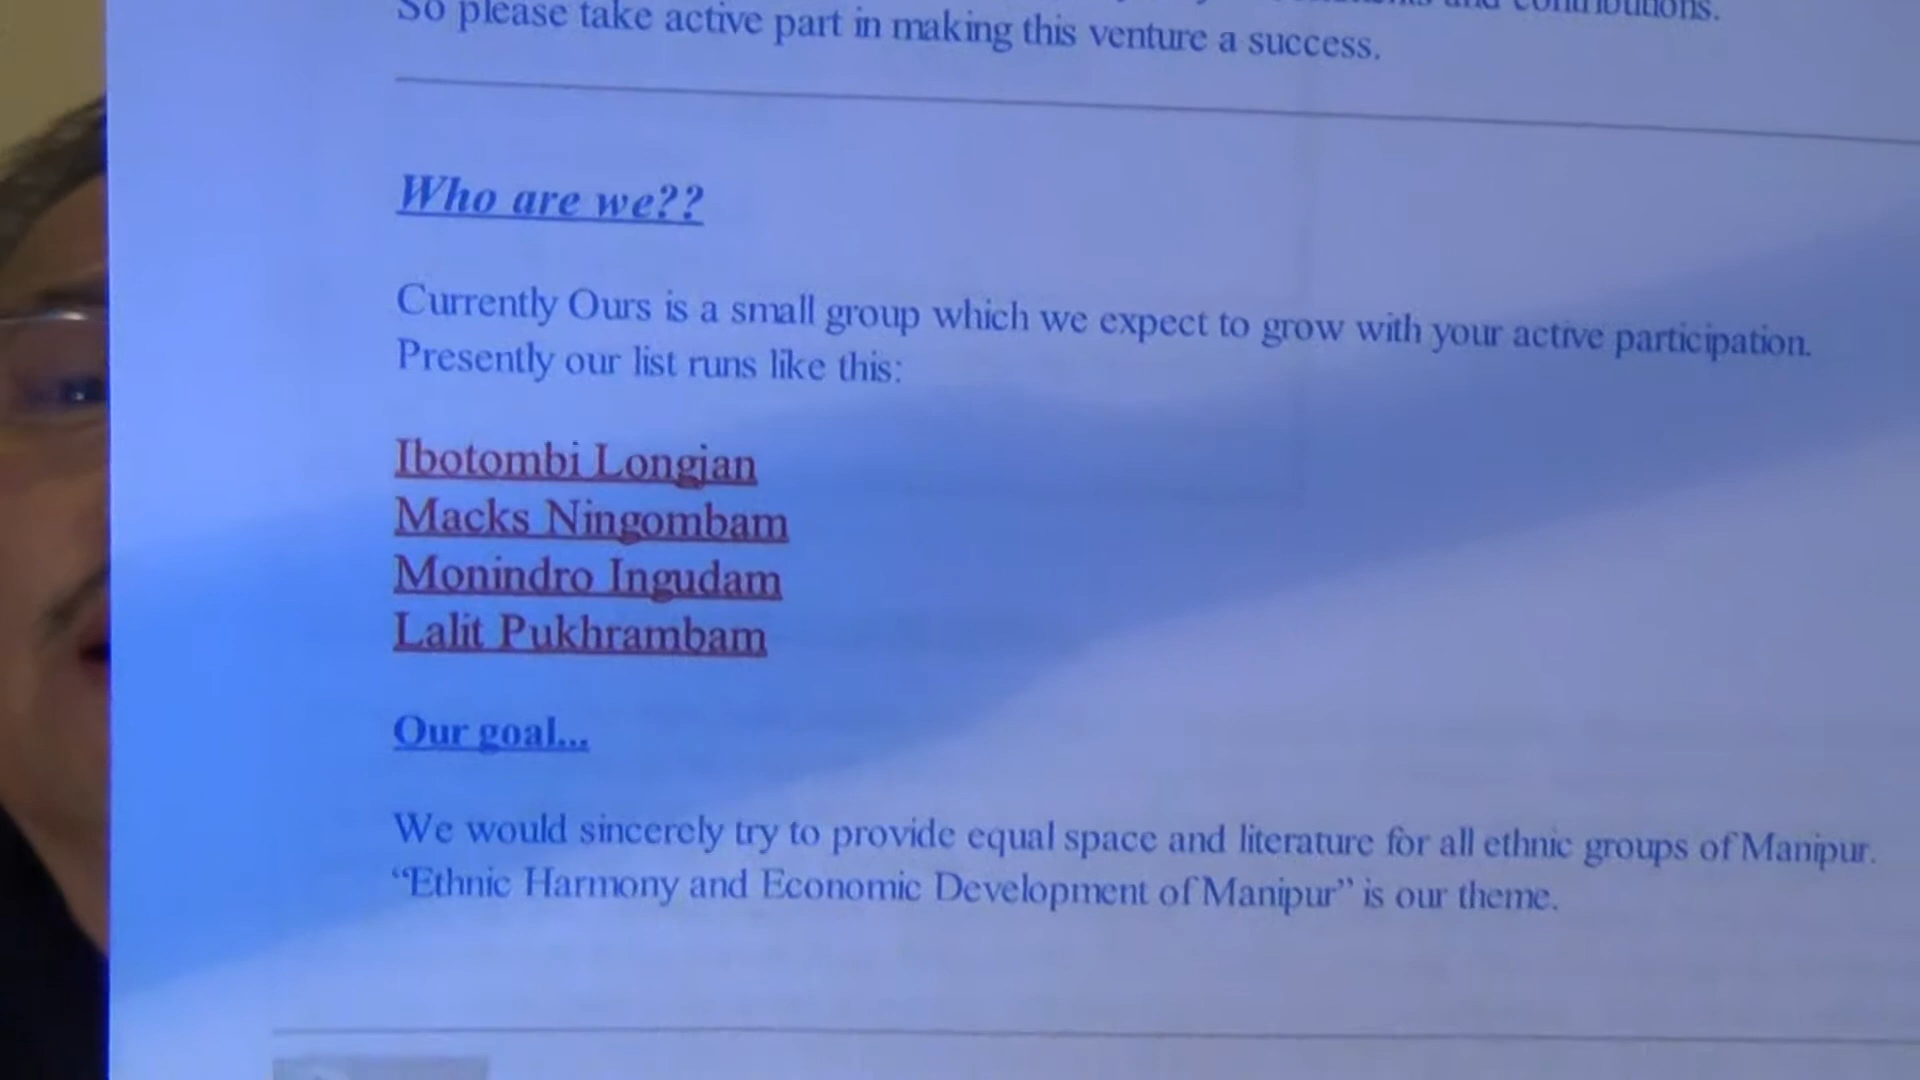 and contributions.
So please take active part in making this venture a success.
Who are we??
Currently Ours is a small group which we expect to grow with your active participation.
Presently our list runs like this:
Ibotombi Longjan
Macks Ningombam
Monindro Ingudam
Lalit Pukhrambam
Our goal...
We would sincerely try to provide equal space and literature for all ethnic groups of Manipur.
“Ethnic Harmony and Economic Development of Manipur” is our theme.